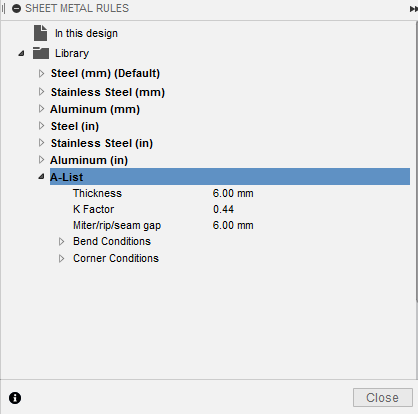 SHEET METAL RULES
In this design
Library
Steel (mm) (Default)
Stainless Steel (mm)
Aluminum (mm)
Steel (in)
Stainless Steel (in)
Aluminum (in)
A-List
Thickness 6.00 mm
K Factor 0.44
Miter/rip/seam gap 6.00 mm
Bend Conditions
Corner Conditions
Close